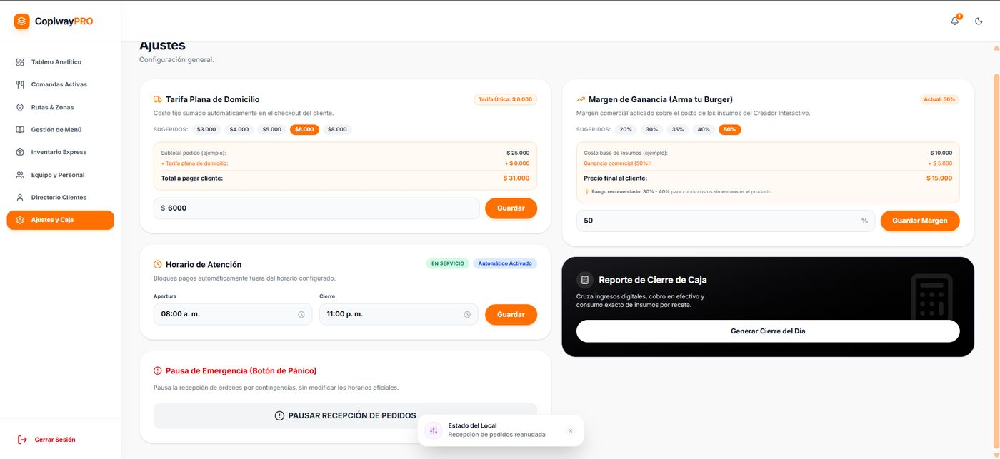 CopiwayPRO
1
Tablero Analítico
Comandas Activas
Rutas & Zonas
Gestión de Menú
Inventario Express
Equipo y Personal
Directorio Clientes
Ajustes y Caja
Cerrar Sesión
Ajustes
Configuración general.
Tarifa Plana de Domicilio
Tarifa Única: $ 6.000
Costo fijo sumado automáticamente en el checkout del cliente.
SUGERIDOS: $3.000 $4.000 $5.000 $6.000 $8.000
Subtotal pedido (ejemplo): $ 25.000
+ Tarifa plana de domicilio: + $ 6.000
Total a pagar cliente: $ 31.000
$ 6000
Guardar
Horario de Atención
EN SERVICIO
Automático Activado
Bloquea pagos automáticamente fuera del horario configurado.
Apertura
Cierre
08:00 a. m.
11:00 p. m.
Guardar
Pausa de Emergencia (Botón de Pánico)
Pausa la recepción de órdenes por contingencias, sin modificar los horarios oficiales.
PAUSAR RECEPCIÓN DE PEDIDOS
Margen de Ganancia (Arma tu Burger)
Actual: 50%
Margen comercial aplicado sobre el costo de los insumos del Creador Interactivo.
SUGERIDOS: 20% 30% 35% 40% 50%
Costo base de insumos (ejemplo): $ 10.000
Ganancia comercial (50%): + $ 5.000
Precio final al cliente: $ 15.000
💡 Rango recomendado: 30% - 40% para cubrir costos sin encarecer el producto.
50 %
Guardar Margen
Reporte de Cierre de Caja
Cruza ingresos digitales, cobro en efectivo y
consumo exacto de insumos por receta.
Generar Cierre del Día
Estado del Local
Recepción de pedidos reanudada